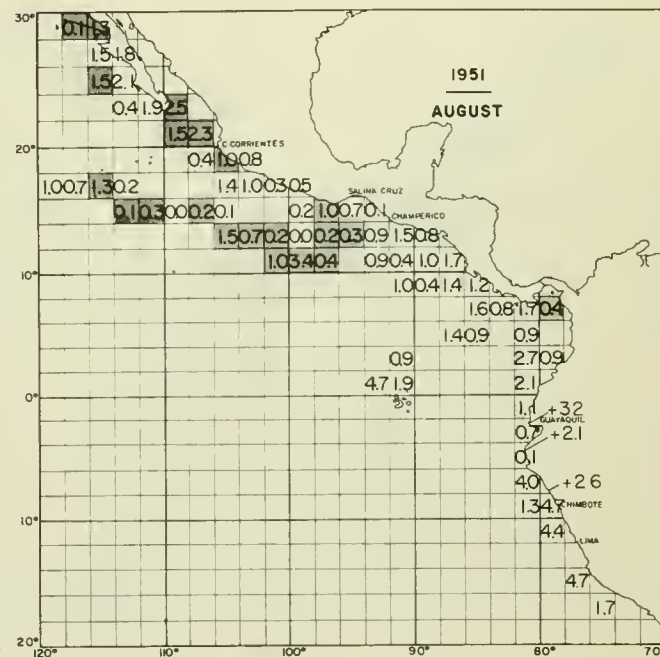 30°
0.1 1.3
1.5 1.8
1951
1.5 2.1
AUGUST
0.4 1.9 2.5
1.5 2.3
20°
C. CORRIENTES
0.4 1.0 0.8
1.0 0.7 1.3 0.2 1.4 1.0 0.3 0.5
SALINA CRUZ
0.1 0.3 0.0 0.2 0.1 0.2 1.0 0.7 0.1
CHAMPERICO
1.5 0.7 0.2 0.0 0.2 0.3 0.9 1.5 0.8
1.0 3.4 0.4 0.9 0.4 1.0 1.7
10°
1.0 0.4 1.4 1.2
1.6 0.8 1.7 0.4
1.4 0.9 0.9
0.9 2.7 0.9
4.7 1.9 2.1
0°
1.1 +3.2
GUAYAQUIL
0.7 +2.1
0.1
4.0 +2.6
1.3 4.7 CHIMBOTE
10°
4.4
LIMA
4.7
1.7
20°
120° 110° 100° 90° 80° 70°